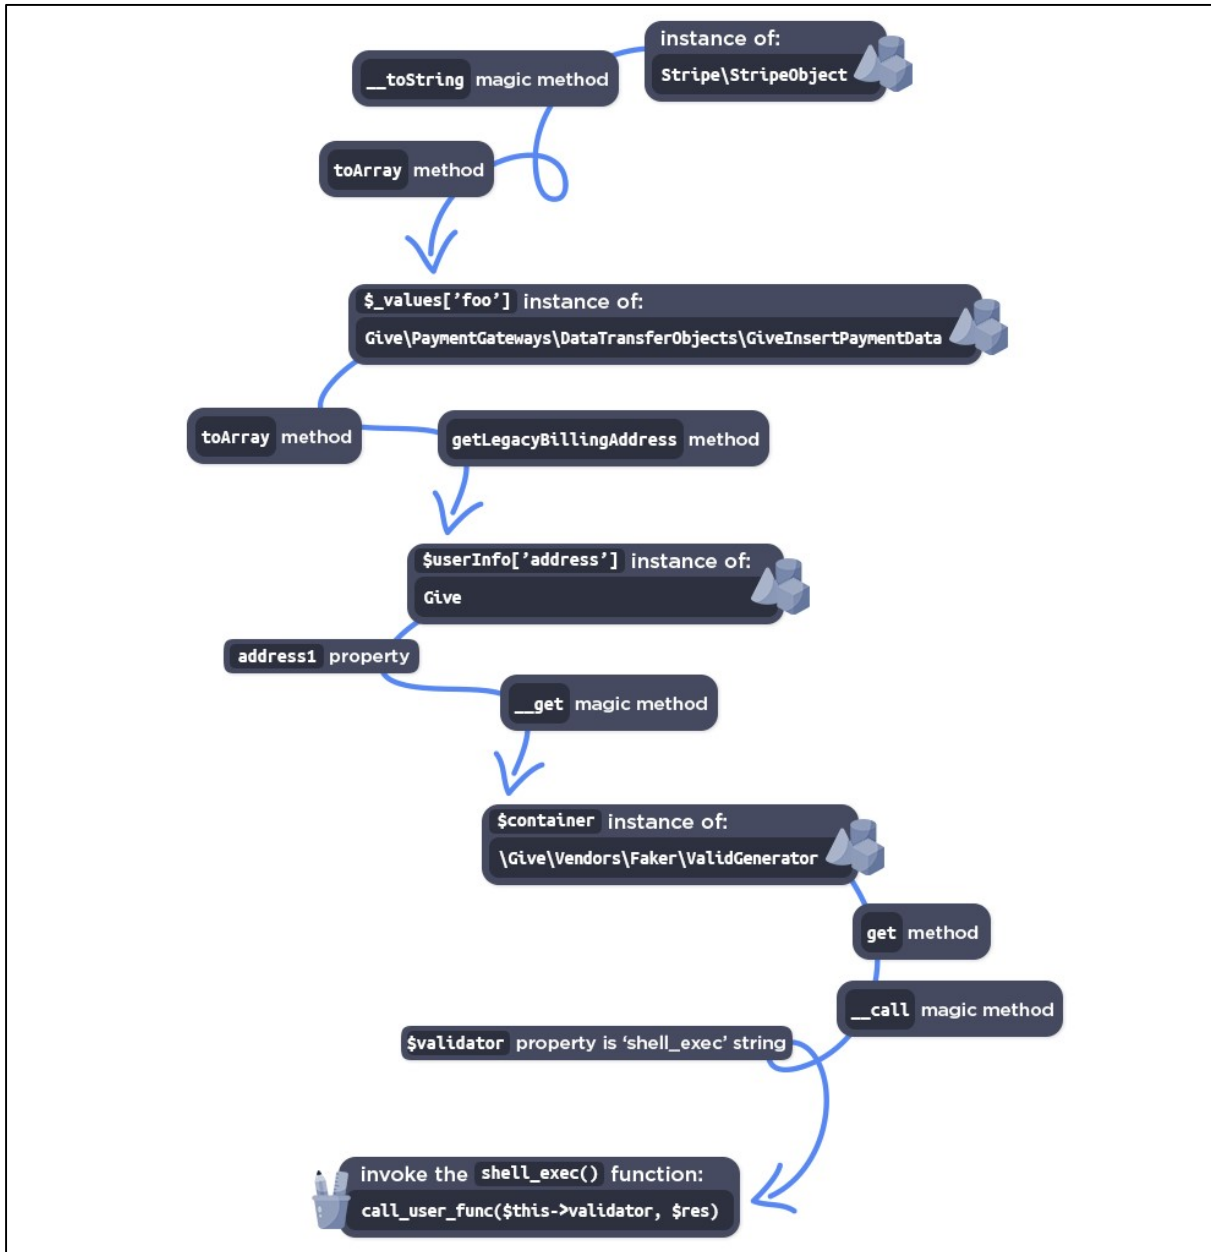 instance of:
Stripe\StripeObject
__toString magic method
toArray method
$_values[’foo’] instance of:
Give\PaymentGateways\DataTransferObjects\GiveInsertPaymentData
toArray method
getLegacyBillingAddress method
$userInfo[’address’] instance of:
Give
address1 property
__get magic method
$container instance of:
\Give\Vendors\Faker\ValidGenerator
get method
__call magic method
$validator property is ‘shell_exec’ string
invoke the shell_exec() function:
call_user_func($this->validator, $res)